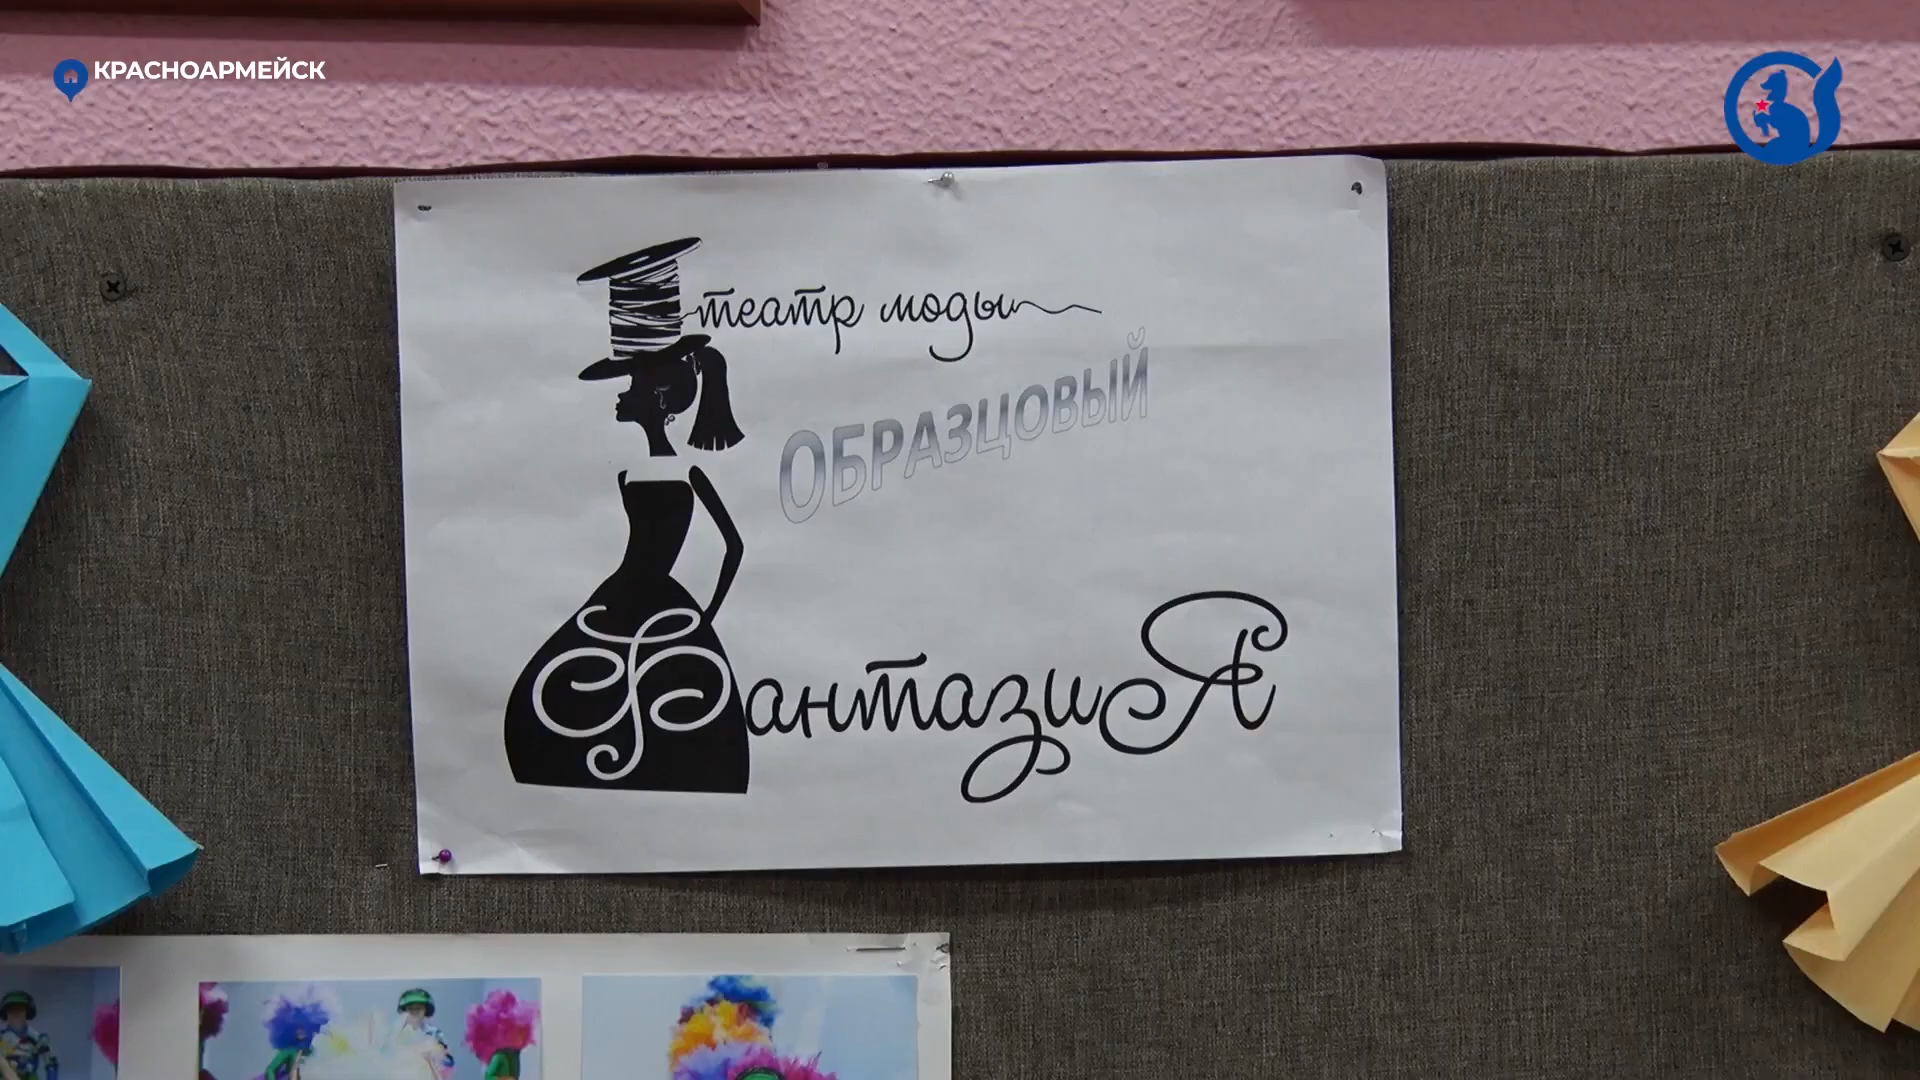 КРАСНОАРМЕЙСК
театр моды
ОБРАЗЦОВЫЙ
ФантазиЯ